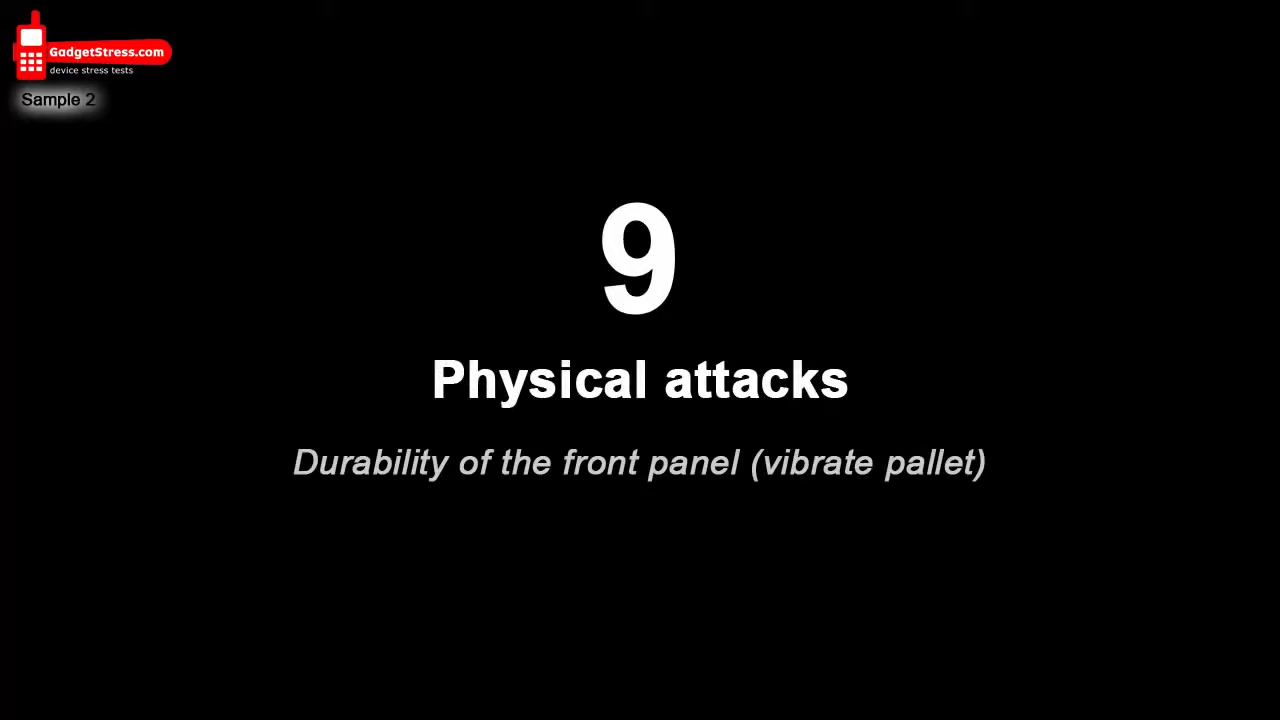 GadgetStress.com
device stress tests
Sample 2
9
Physical attacks
Durability of the front panel (vibrate pallet)